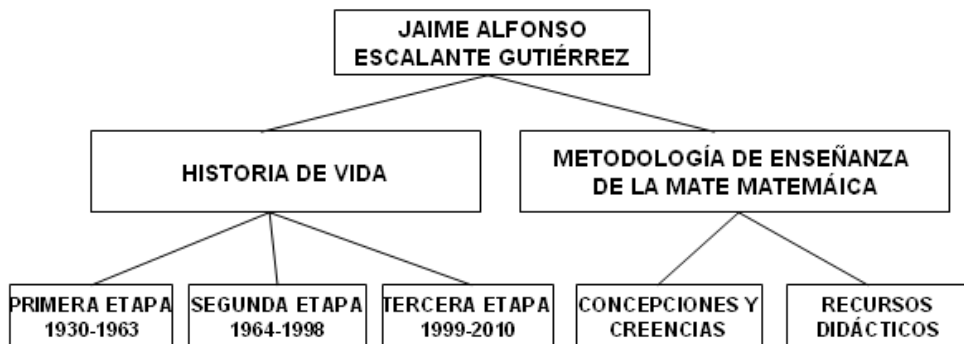 JAIME ALFONSO
ESCALANTE GUTIÉRREZ
HISTORIA DE VIDA
METODOLOGÍA DE ENSEÑANZA
DE LA MATE MATEMÁICA
PRIMERA ETAPA
1930-1963
SEGUNDA ETAPA
1964-1998
TERCERA ETAPA
1999-2010
CONCEPCIONES Y
CREENCIAS
RECURSOS
DIDÁCTICOS